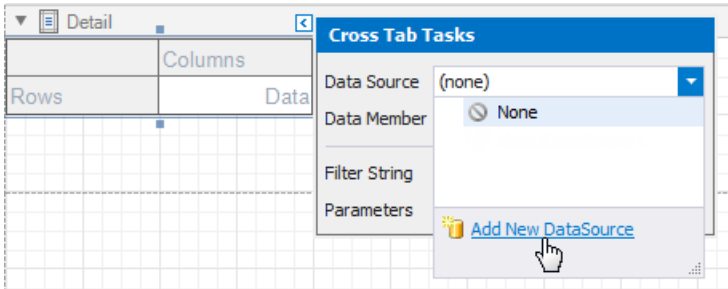 Detail
Columns
Rows
Data
Cross Tab Tasks
Data Source (none)
None
Data Member
Filter String
Parameters
Add New DataSource